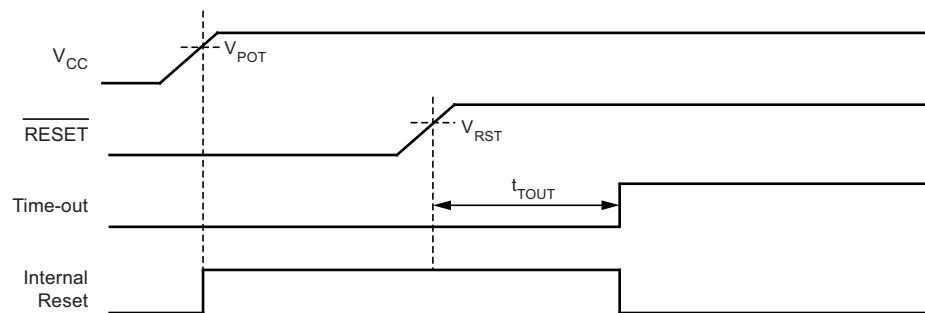 VCC
VPOT
RESET
VRST
tTOUT
Time-out
Internal
Reset